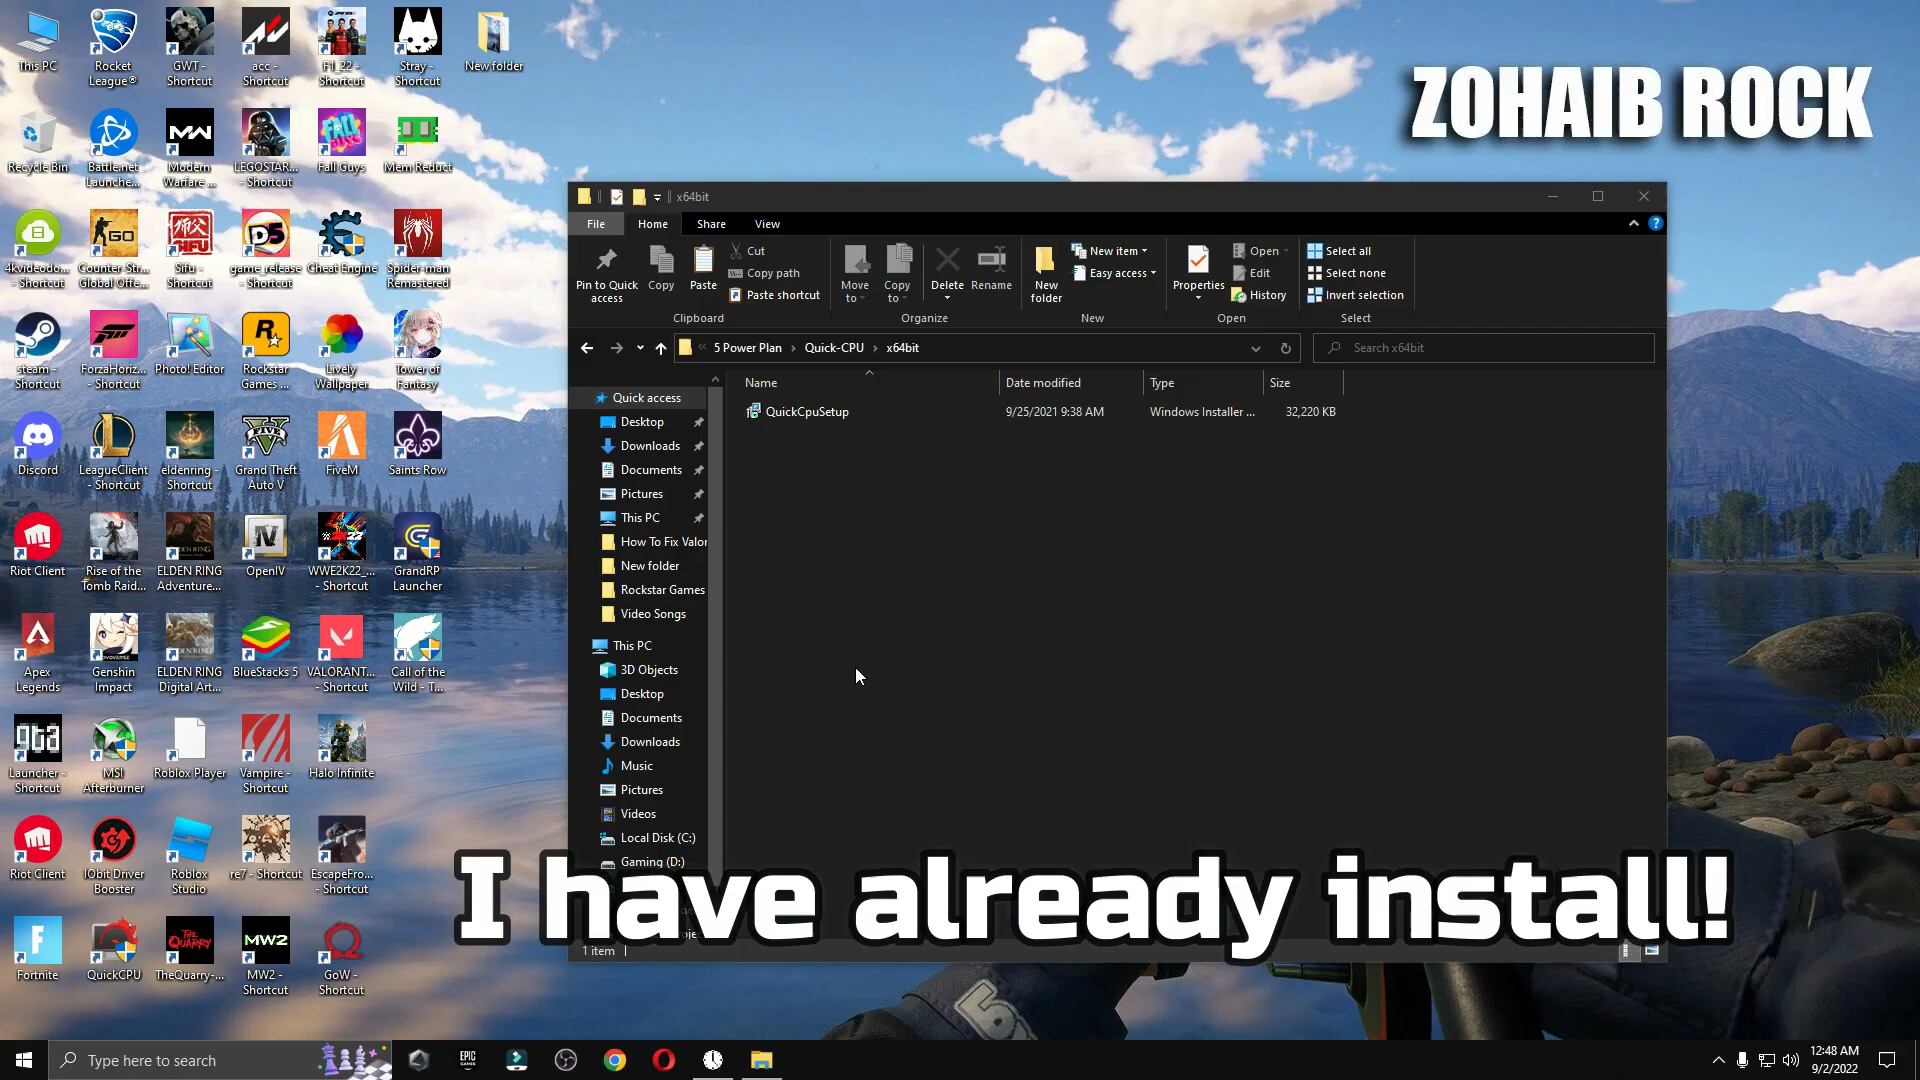 This PC
Rocket League®
GWT - Shortcut
acc - Shortcut
F1_22 - Shortcut
Stray - Shortcut
New folder
ZOHAIB ROCK
Recycle Bin
Battle.net Launche...
Modern Warfare ...
LEGOSTAR... - Shortcut
Fall Guys
Mem Reduct
4kvideodo... - Shortcut
Counter-Str... Global Offe...
Sifu - Shortcut
game_release - Shortcut
Cheat Engine
Spider-man Remastered
steam - Shortcut
ForzaHoriz... - Shortcut
Photo! Editor
Rockstar Games ...
Lively Wallpaper
Tower of Fantasy
Discord
LeagueClient - Shortcut
eldenring - Shortcut
Grand Theft Auto V
FiveM
Saints Row
Riot Client
Rise of the Tomb Raid...
ELDEN RING Adventure...
OpenIV
WWE2K22_... - Shortcut
GrandRP Launcher
Apex Legends
Genshin Impact
ELDEN RING Digital Art...
BlueStacks 5
VALORANT... - Shortcut
Call of the Wild - T...
Launcher - Shortcut
MSI Afterburner
Roblox Player
Vampire - Shortcut
Halo Infinite
Riot Client
IObit Driver Booster
Roblox Studio
re7 - Shortcut
EscapeFro... - Shortcut
Fortnite
QuickCPU
TheQuarry-...
MW2 - Shortcut
GoW - Shortcut
x64bit
File Home Share View
Pin to Quick access
Copy
Paste
Cut
Copy path
Paste shortcut
Clipboard
Move to
Copy to
Delete
Rename
Organize
New folder
New item
Easy access
New
Properties
Open
Edit
History
Open
Select all
Select none
Invert selection
Select
« 5 Power Plan › Quick-CPU › x64bit
Search x64bit
Quick access
Desktop
Downloads
Documents
Pictures
This PC
How To Fix Valor
New folder
Rockstar Games
Video Songs
This PC
3D Objects
Desktop
Documents
Downloads
Music
Pictures
Videos
Local Disk (C:)
Gaming (D:)
Name Date modified Type Size
QuickCpuSetup 9/25/2021 9:38 AM Windows Installer ... 32,220 KB
I have already install!
1 item
Type here to search
12:48 AM
9/2/2022